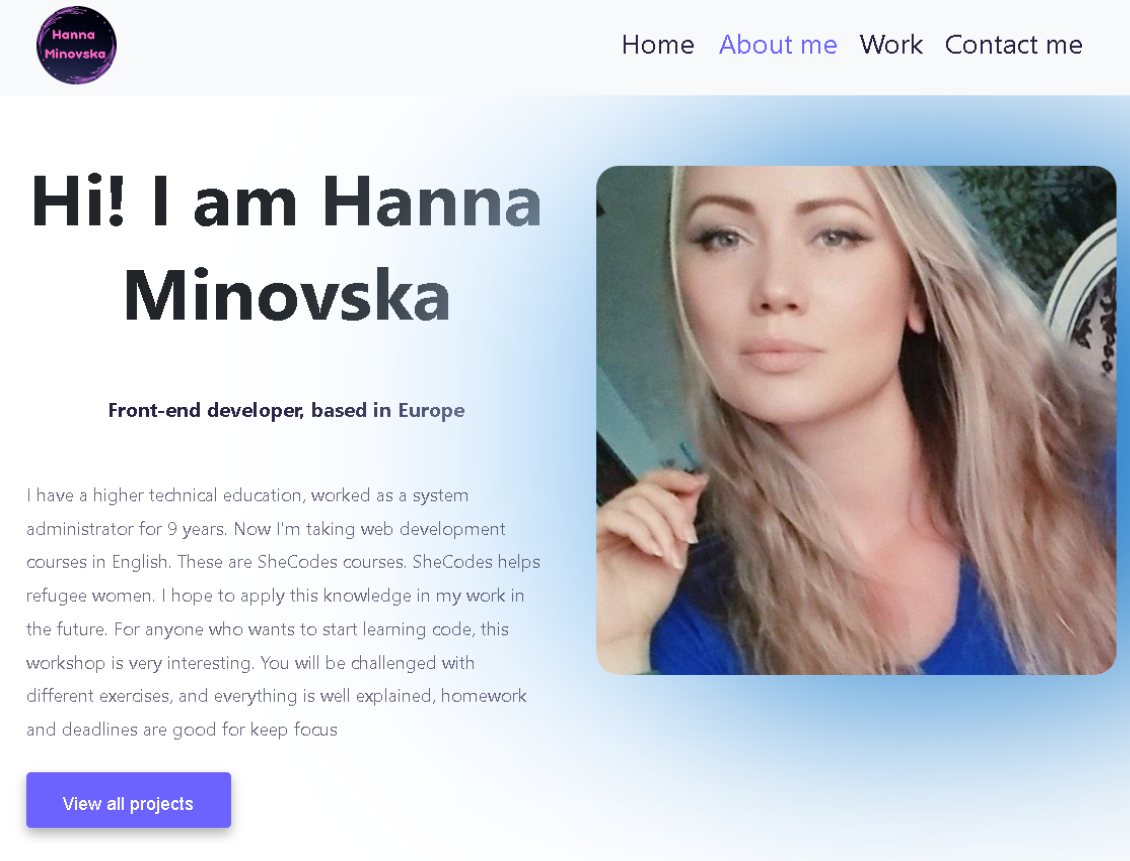 Hanna
Minovska
Home About me Work Contact me
Hi! I am Hanna
Minovska
Front-end developer, based in Europe
I have a higher technical education, worked as a system
administrator for 9 years. Now I'm taking web development
courses in English. These are SheCodes courses. SheCodes helps
refugee women. I hope to apply this knowledge in my work in
the future. For anyone who wants to start learning code, this
workshop is very interesting. You will be challenged with
different exercises, and everything is well explained, homework
and deadlines are good for keep focus
View all projects